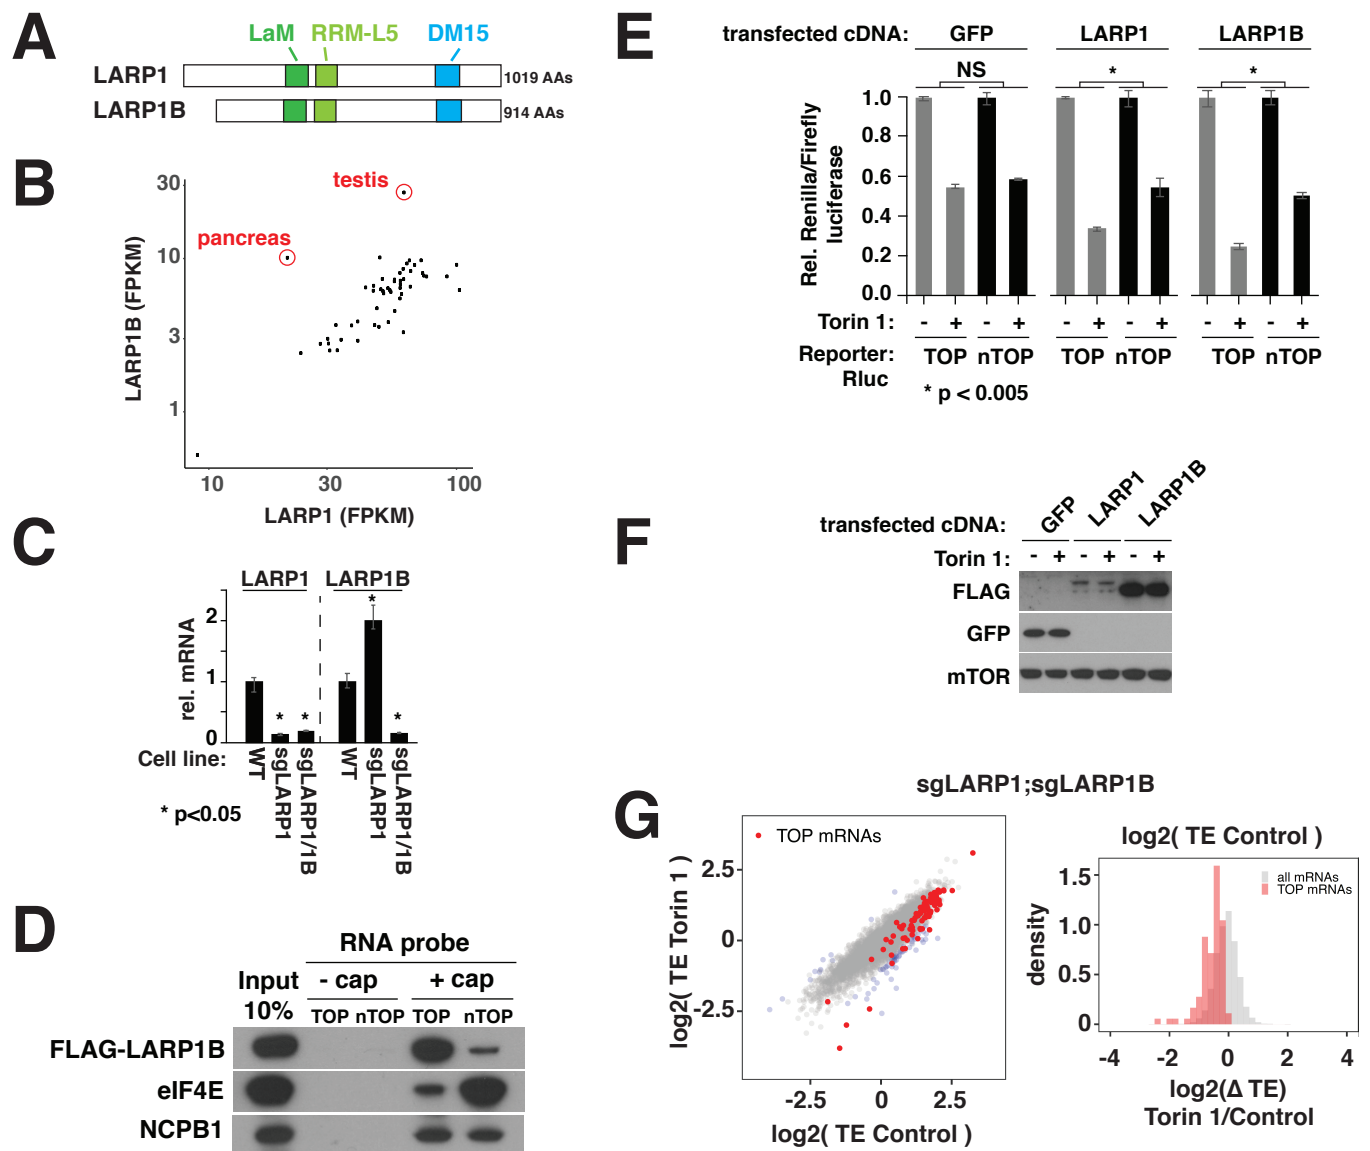 A
LaM RRM-L5 DM15
LARP1 1019 AAs
LARP1B 914 AAs
B
LARP1B (FPKM)
30
10
3
1
testis
pancreas
10 30 100
LARP1 (FPKM)
C
LARP1 LARP1B
rel. mRNA
2
1
0
* * * *
Cell line: WT sgLARP1 sgLARP1/1B WT sgLARP1 sgLARP1/1B
* p<0.05
D
RNA probe
Input - cap + cap
10% TOP nTOP TOP nTOP
FLAG-LARP1B
eIF4E
NCPB1
E
transfected cDNA: GFP LARP1 LARP1B
NS * *
Rel. Renilla/Firefly
luciferase
1.0
0.8
0.6
0.4
0.2
0.0
Torin 1: - + - + - + - + - + - +
Reporter: TOP nTOP TOP nTOP TOP nTOP
Rluc
* p < 0.005
F
transfected cDNA: GFP LARP1 LARP1B
Torin 1: - + - + - +
FLAG
GFP
mTOR
G
sgLARP1;sgLARP1B
log2( TE Torin 1 )
TOP mRNAs
2.5
0
-2.5
-2.5 0 2.5
log2( TE Control )
log2( TE Control )
density
1.5
1.0
0.5
0
all mRNAs
TOP mRNAs
-4 -2 0 2 4
log2(Δ TE)
Torin 1/Control